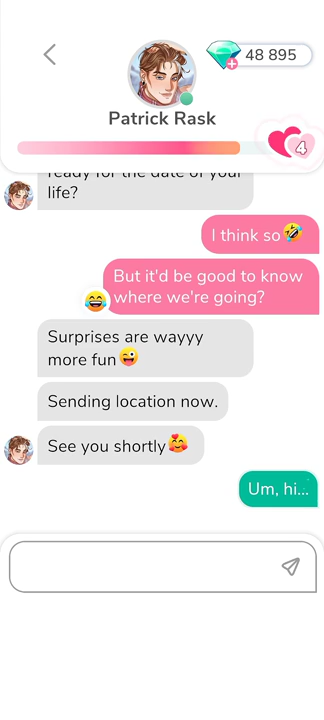 48 895
Patrick Rask
4
ready for the date of your
life?
I think so🤣
But it'd be good to know
where we're going?
😂
Surprises are wayyy
more fun😜
Sending location now.
See you shortly🥰
Um, hi...